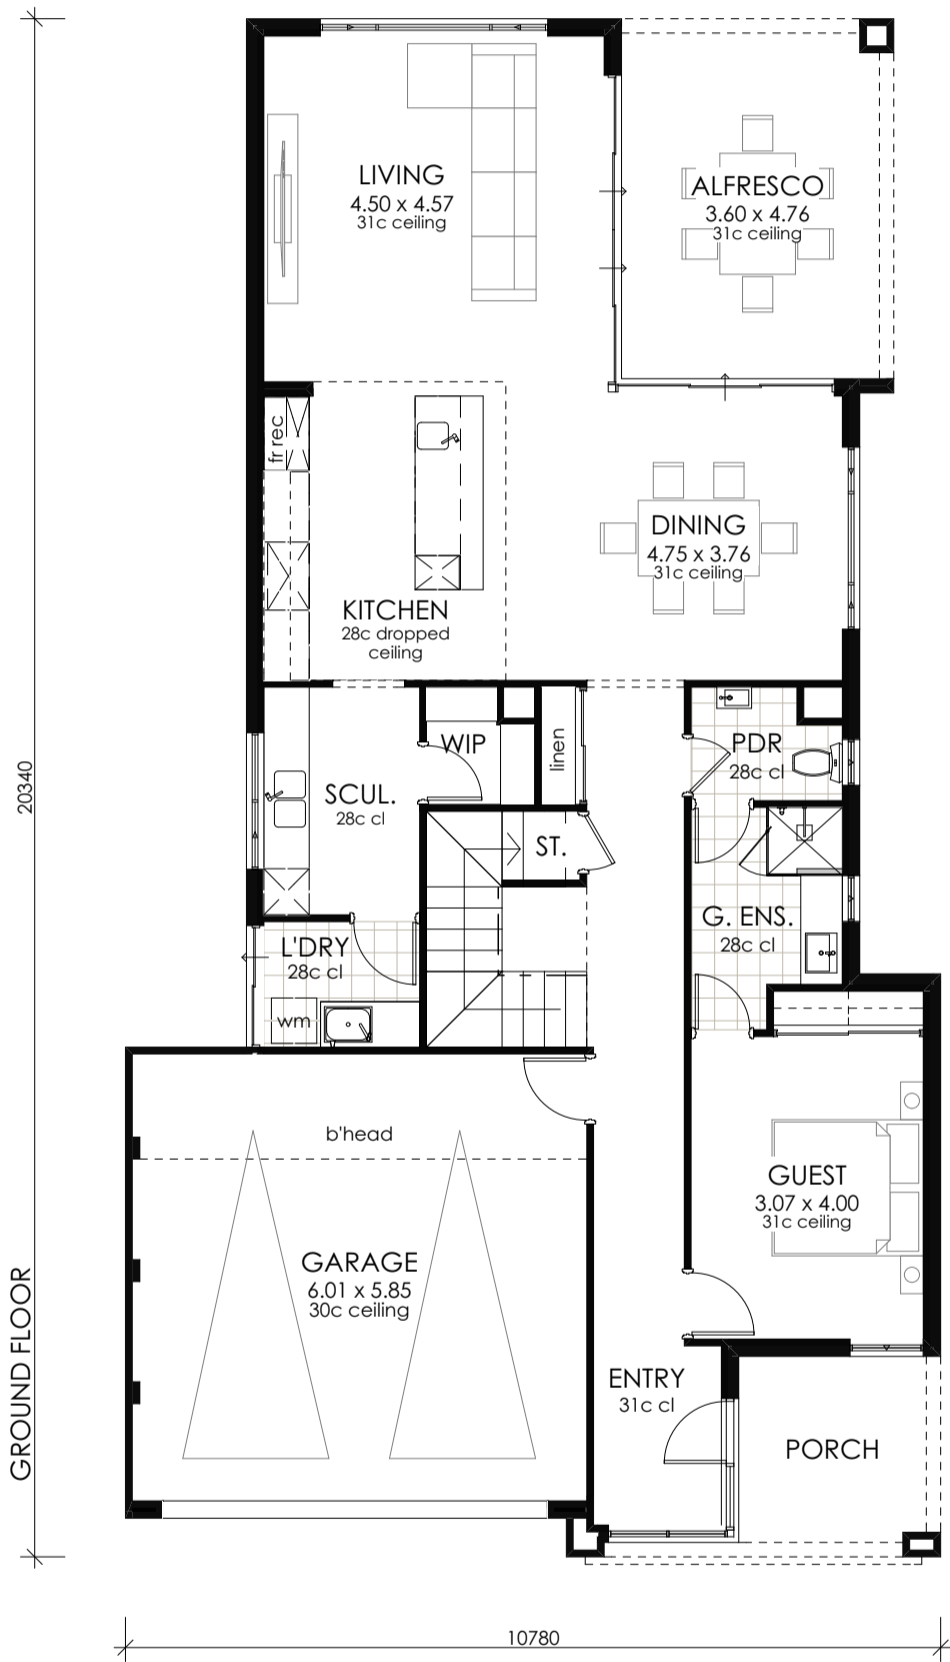 LIVING
4.50 x 4.57
31c ceiling
ALFRESCO
3.60 x 4.76
31c ceiling
fr rec
DINING
4.75 x 3.76
31c ceiling
KITCHEN
28c dropped
ceiling
WIP
linen
PDR
28c cl
SCUL.
28c cl
ST.
G. ENS.
28c cl
L'DRY
28c cl
wm
b'head
GUEST
3.07 x 4.00
31c ceiling
GARAGE
6.01 x 5.85
30c ceiling
ENTRY
31c cl
PORCH
20340
GROUND FLOOR
10780